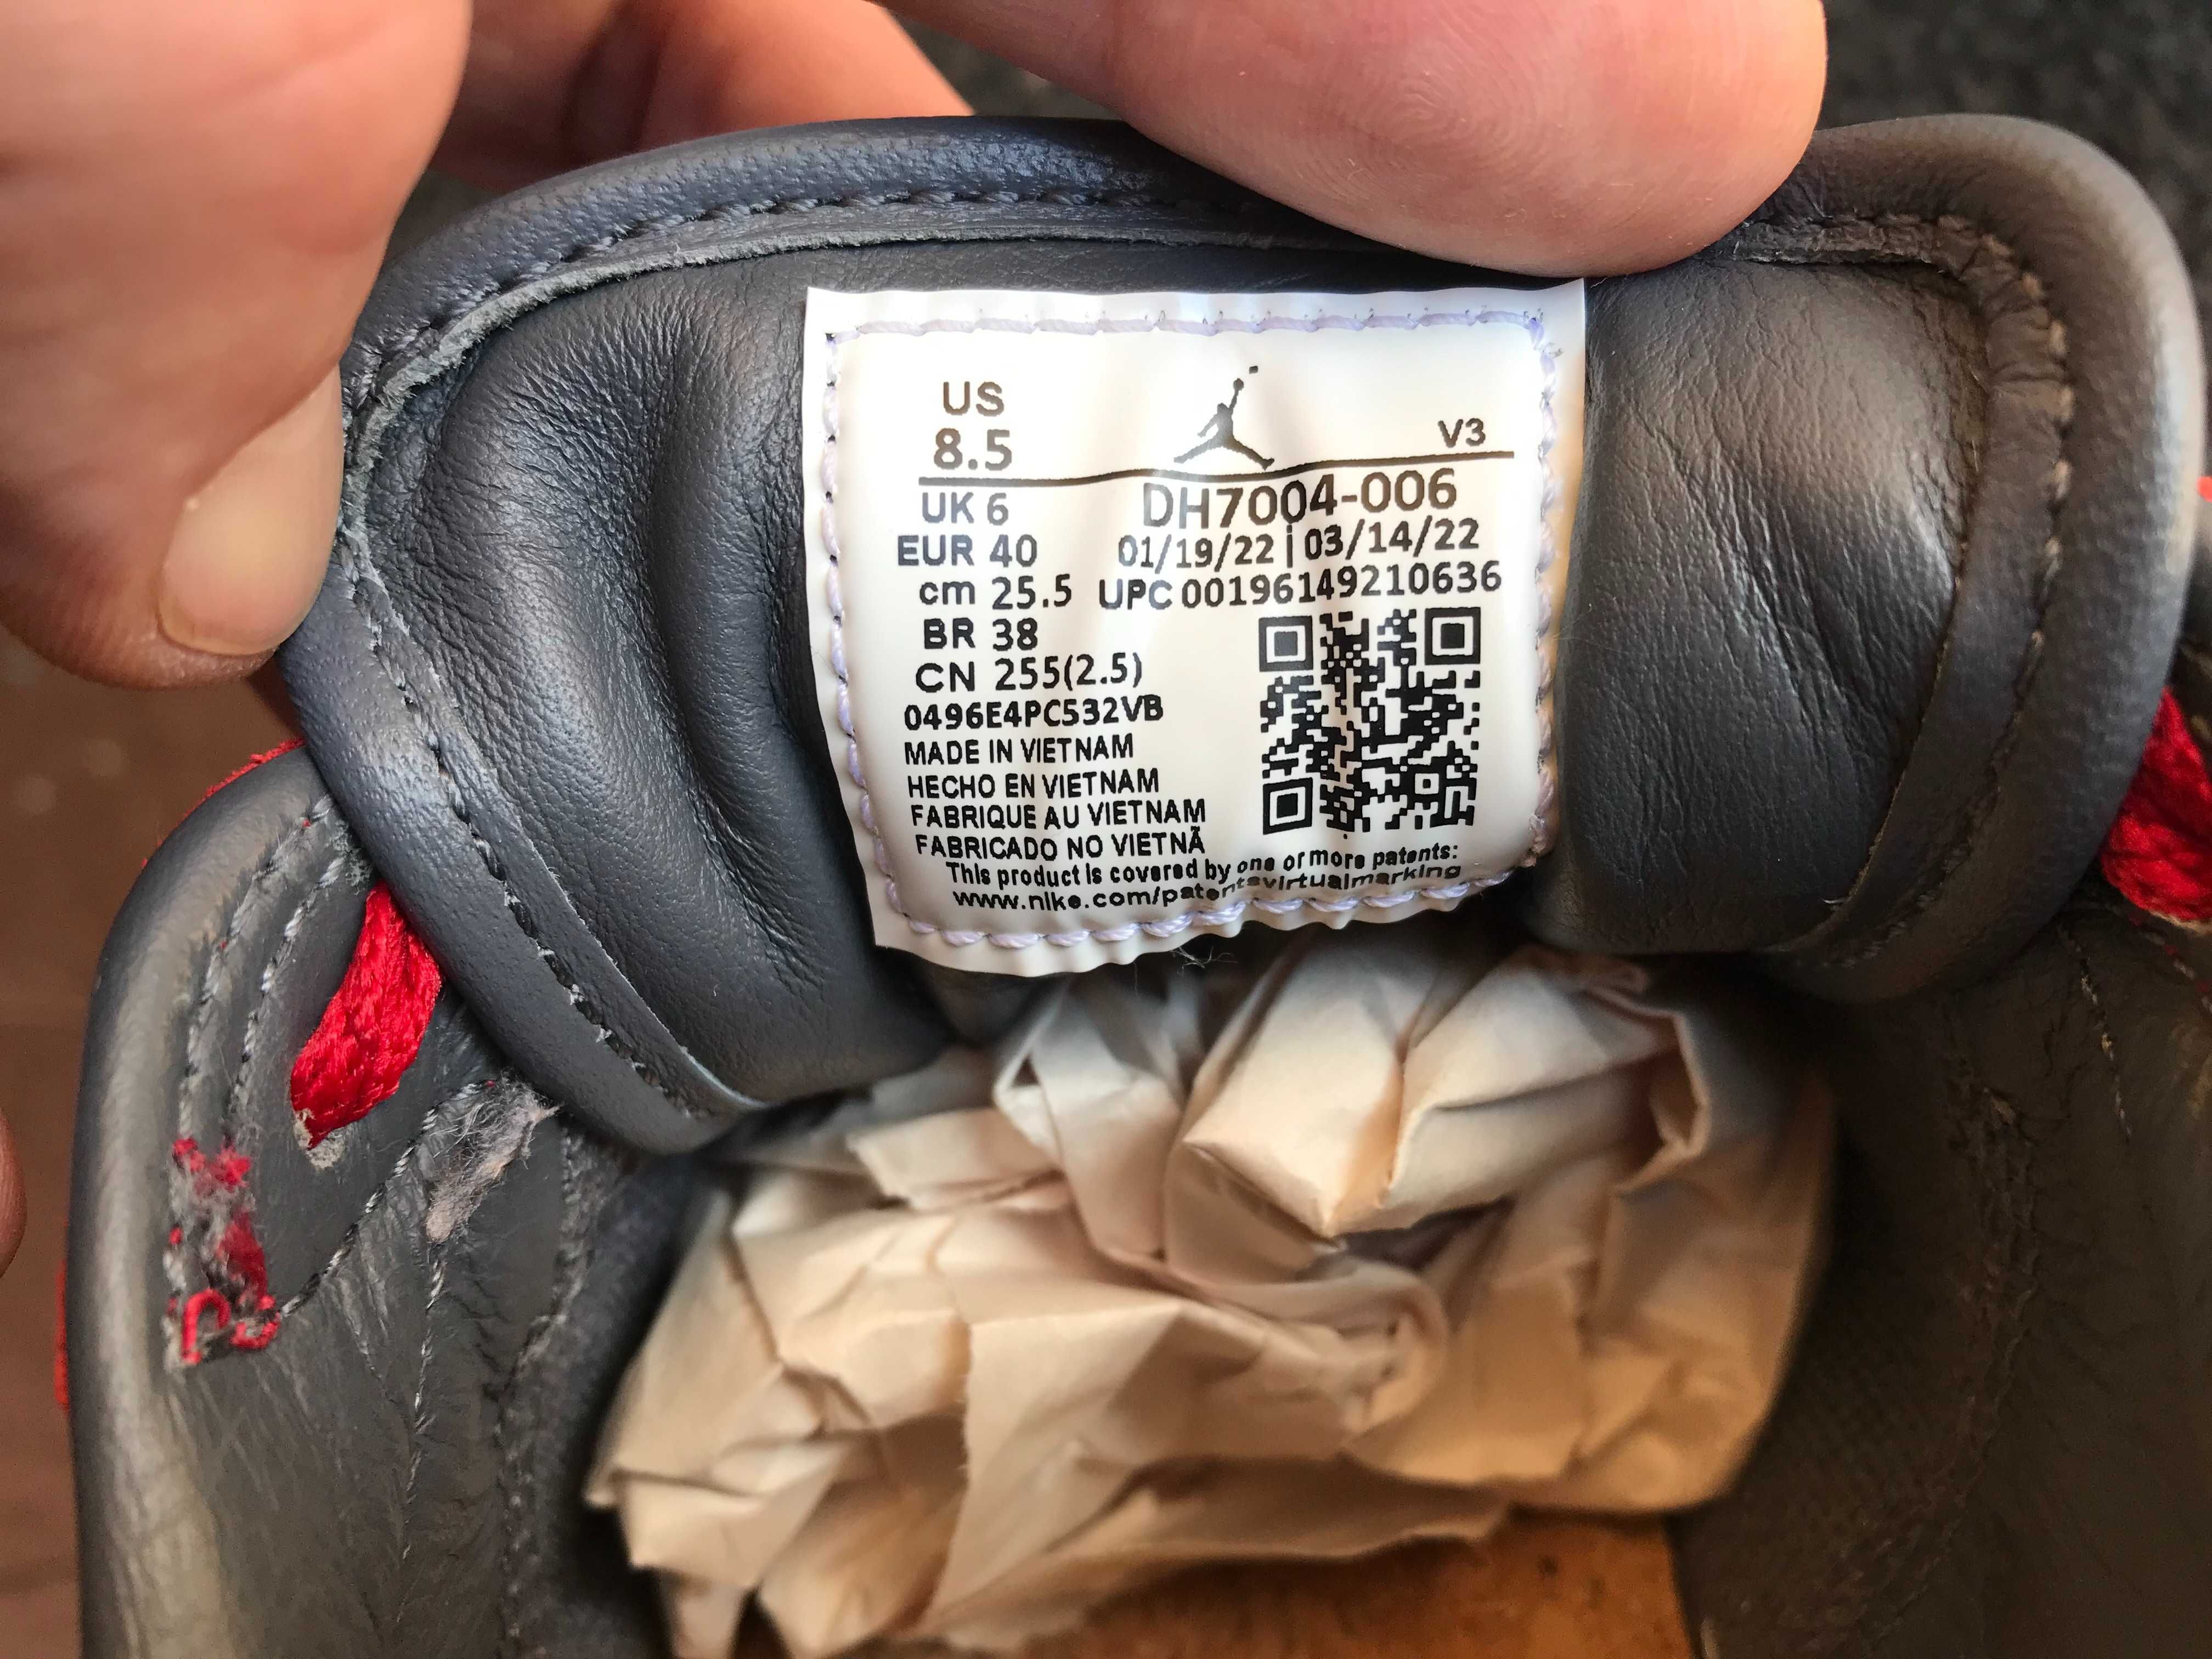 US
8.5
V3
UK 6
DH7004-006
EUR 40
01/19/22 | 03/14/22
cm 25.5
UPC 00196149210636
BR 38
CN 255(2.5)
0496E4PC532VB
MADE IN VIETNAM
HECHO EN VIETNAM
FABRIQUE AU VIETNAM
FABRICADO NO VIETNÃ
This product is covered by one or more patents:
www.nike.com/patentsvirtualmarking